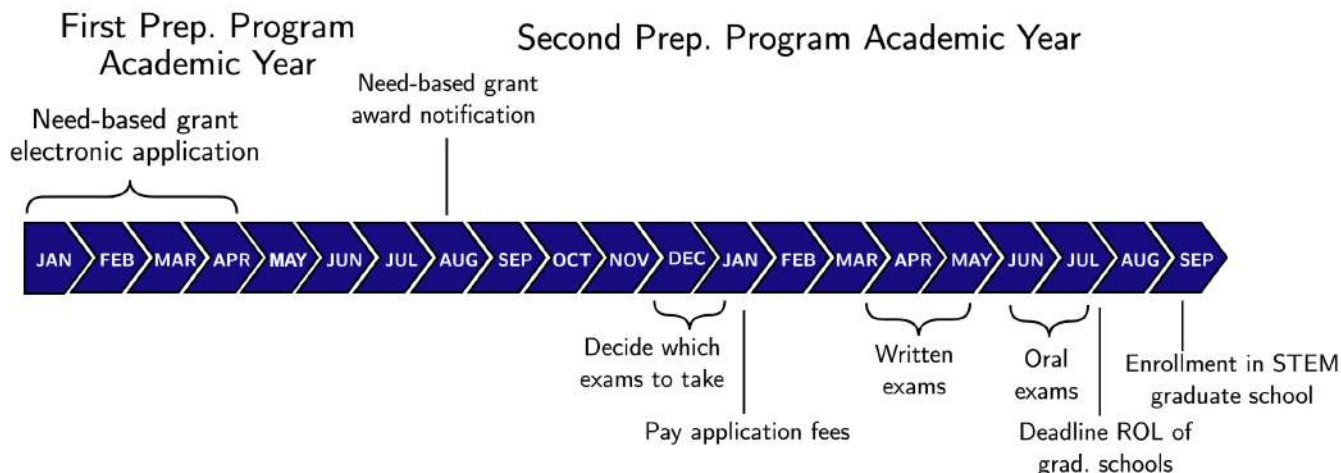 First Prep. Program
Academic Year
Second Prep. Program Academic Year
Need-based grant
electronic application
Need-based grant
award notification
JAN FEB MAR APR MAY JUN JUL AUG SEP OCT NOV DEC JAN FEB MAR APR MAY JUN JUL AUG SEP
Decide which
exams to take
Pay application fees
Written
exams
Oral
exams
Deadline ROL of
grad. schools
Enrollment in STEM
graduate school